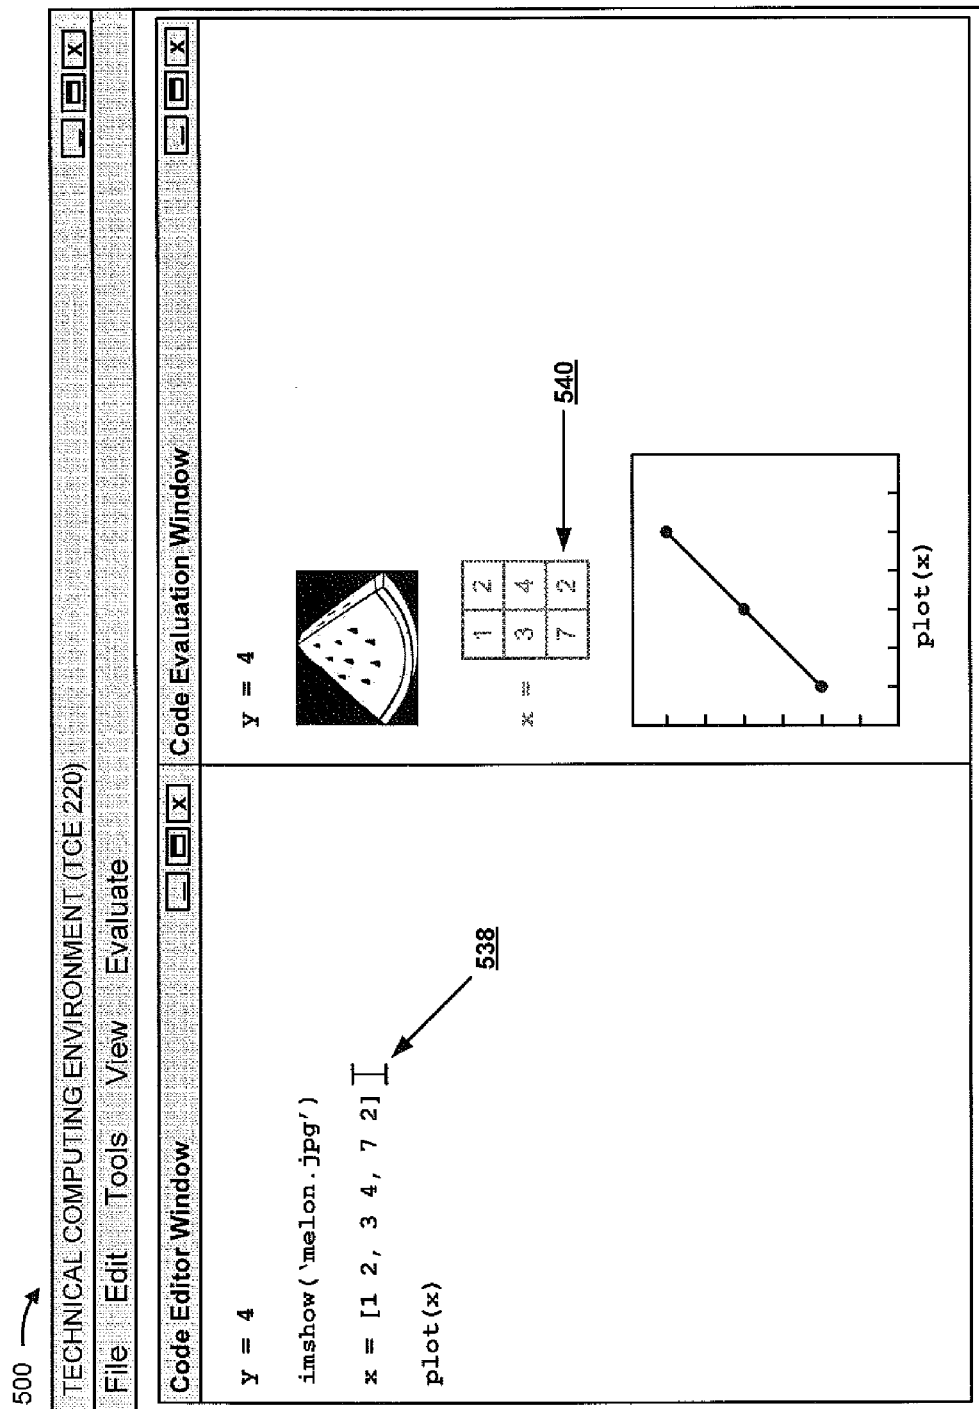 500
TECHNICAL COMPUTING ENVIRONMENT (TCE 220)
File Edit Tools View Evaluate
Code Editor Window
y = 4
imshow('melon.jpg')
x = [1 2, 3 4, 7 2]
plot(x)
538
Code Evaluation Window
y = 4
x =
1 2
3 4
7 2
540
plot(x)